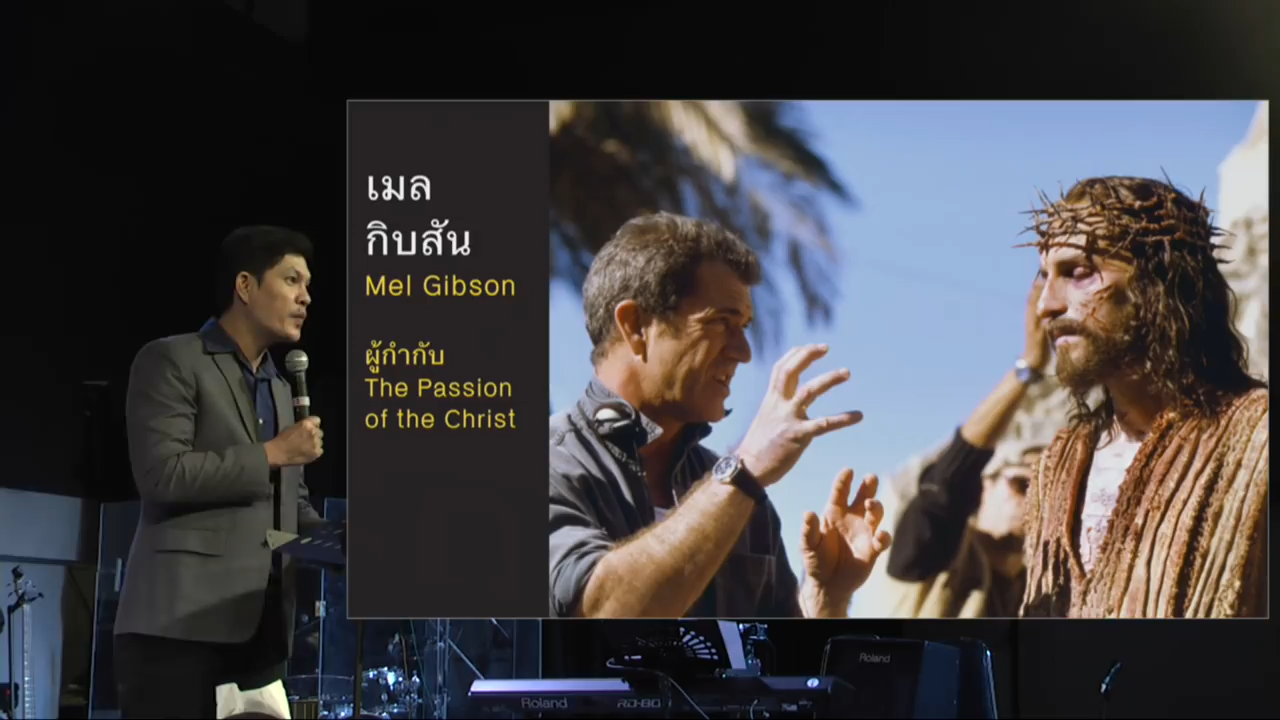 เมล
กิบสัน
Mel Gibson
ผู้กำกับ
The Passion
of the Christ
Roland
Roland
RD-80